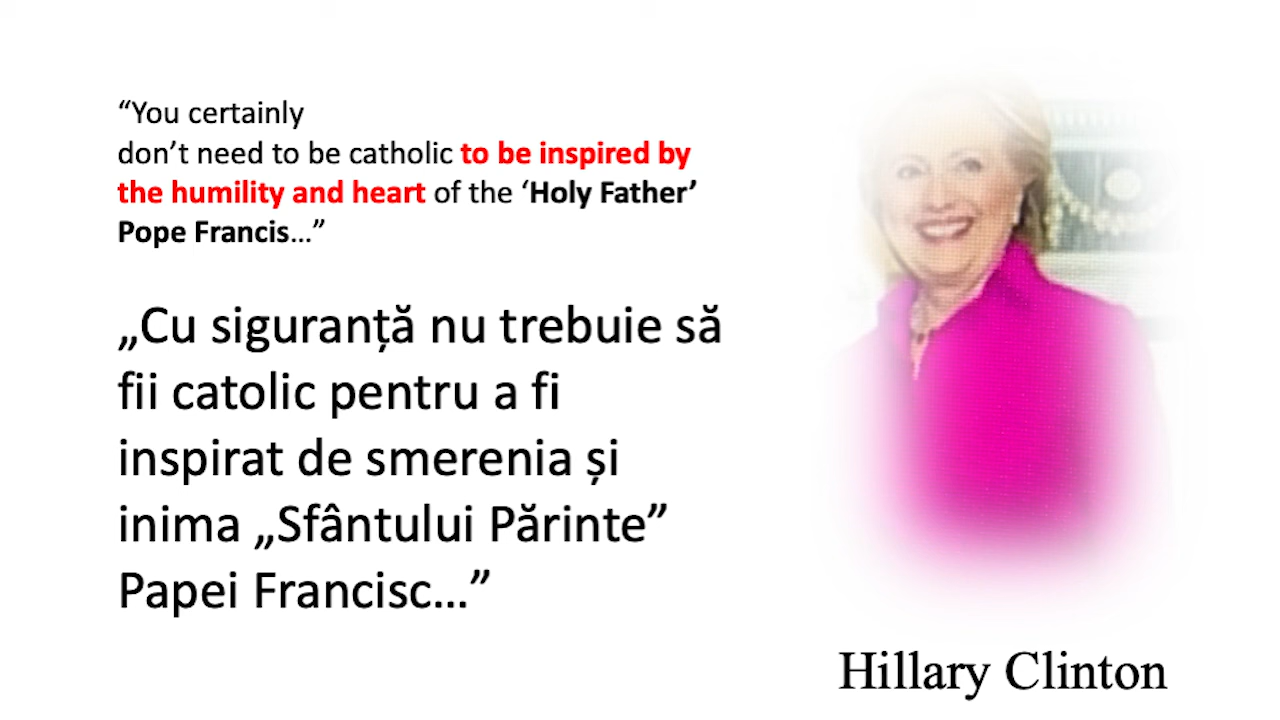 “You certainly
don’t need to be catholic to be inspired by
the humility and heart of the ‘Holy Father’
Pope Francis…”
„Cu siguranță nu trebuie să
fii catolic pentru a fi
inspirat de smerenia și
inima „Sfântului Părinte”
Papei Francisc…”
Hillary Clinton